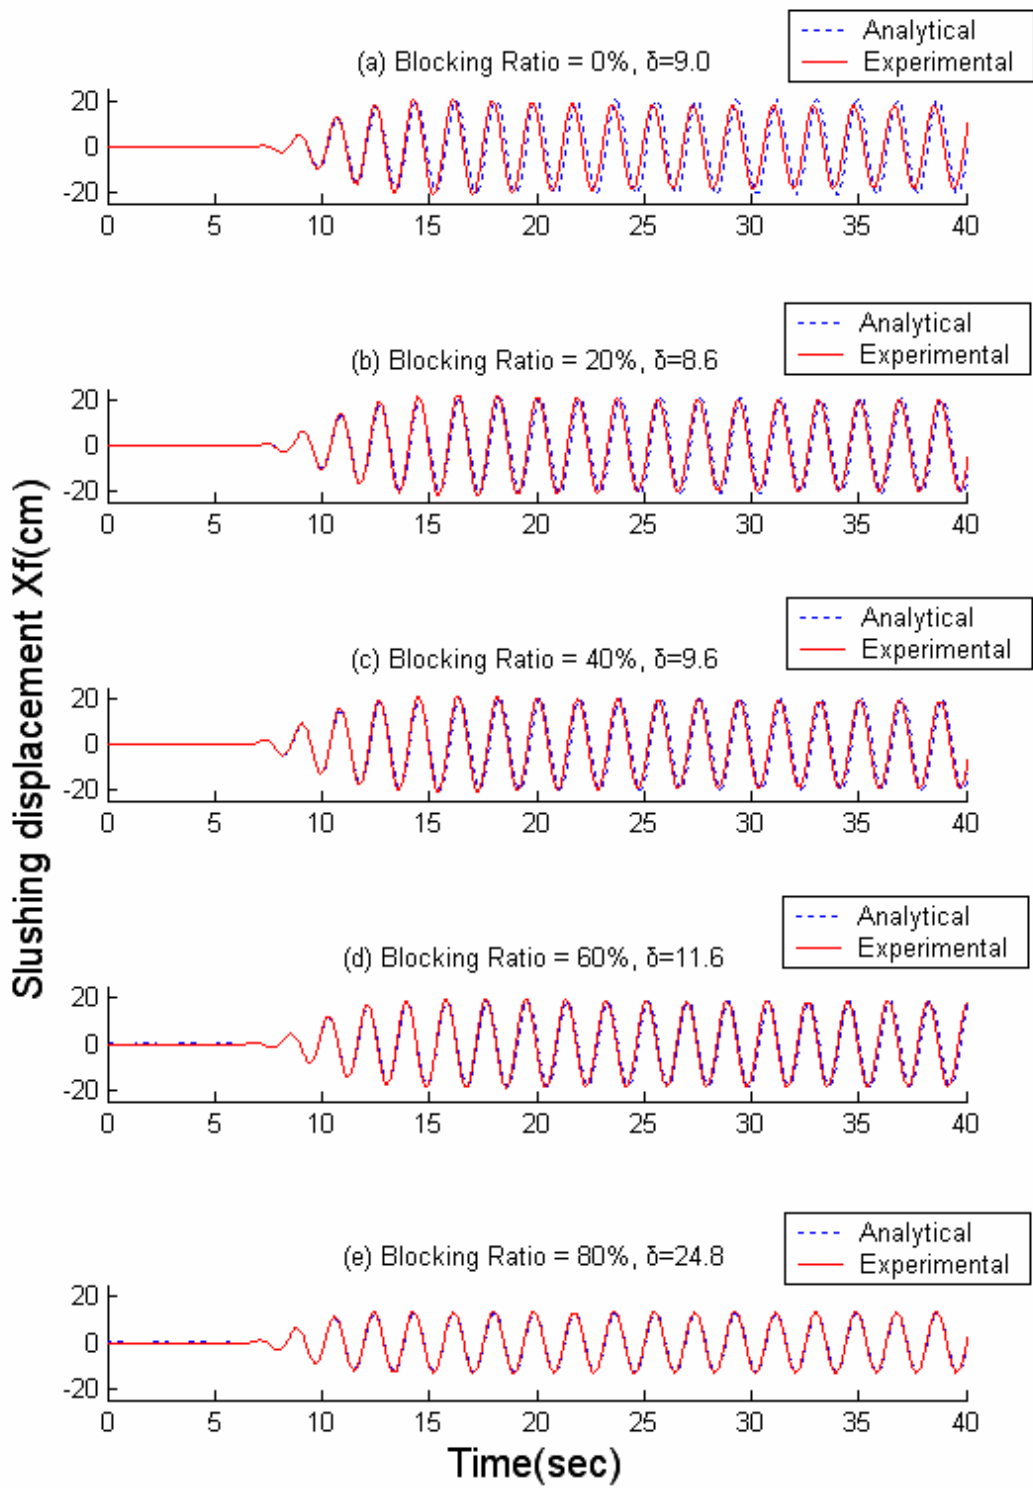 Analytical
Experimental
(a) Blocking Ratio = 0%, δ=9.0
20
0
-20
0 5 10 15 20 25 30 35 40
Analytical
Experimental
(b) Blocking Ratio = 20%, δ=8.6
20
0
-20
0 5 10 15 20 25 30 35 40
Analytical
Experimental
(c) Blocking Ratio = 40%, δ=9.6
20
0
-20
0 5 10 15 20 25 30 35 40
Analytical
Experimental
(d) Blocking Ratio = 60%, δ=11.6
20
0
-20
0 5 10 15 20 25 30 35 40
Analytical
Experimental
(e) Blocking Ratio = 80%, δ=24.8
20
0
-20
0 5 10 15 20 25 30 35 40
Slushing displacement Xf(cm)
Time(sec)